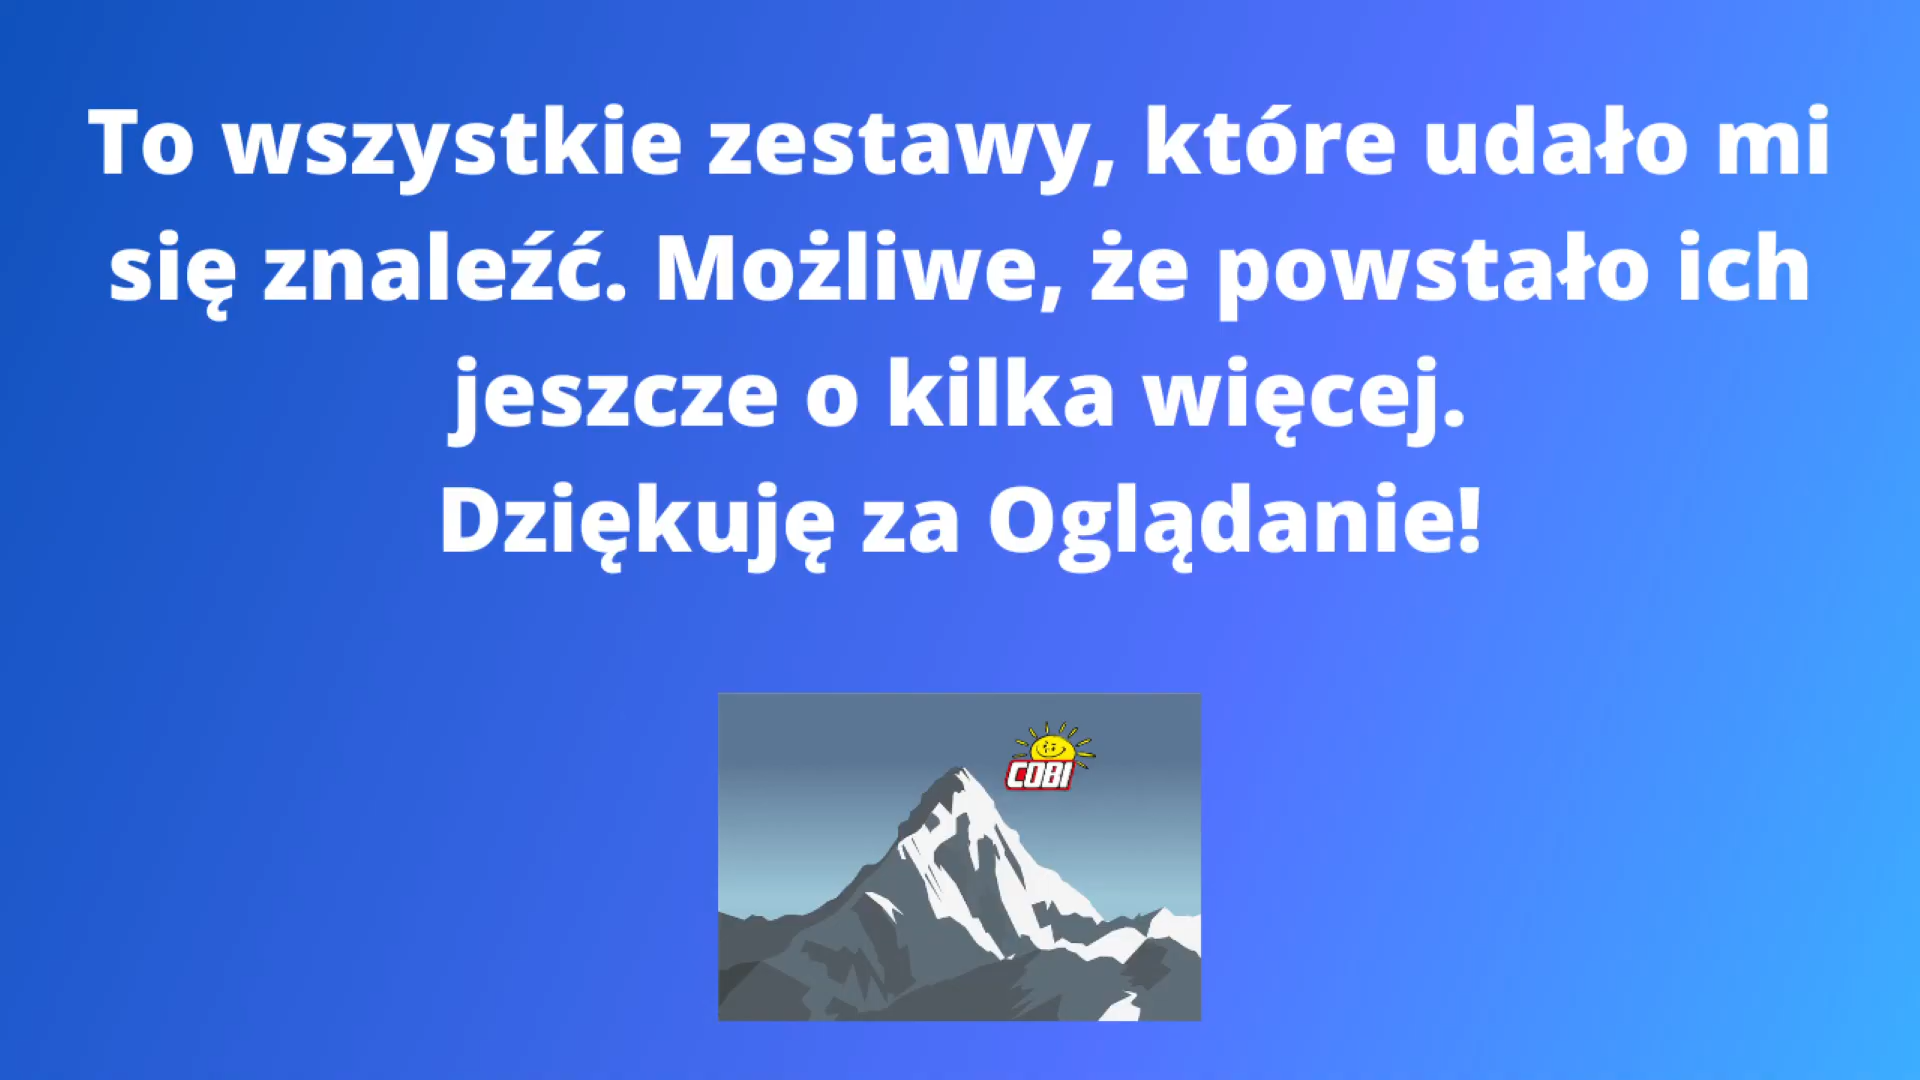 To wszystkie zestawy, które udało mi
się znaleźć. Możliwe, że powstało ich
jeszcze o kilka więcej.
Dziękuję za Oglądanie!
COBI